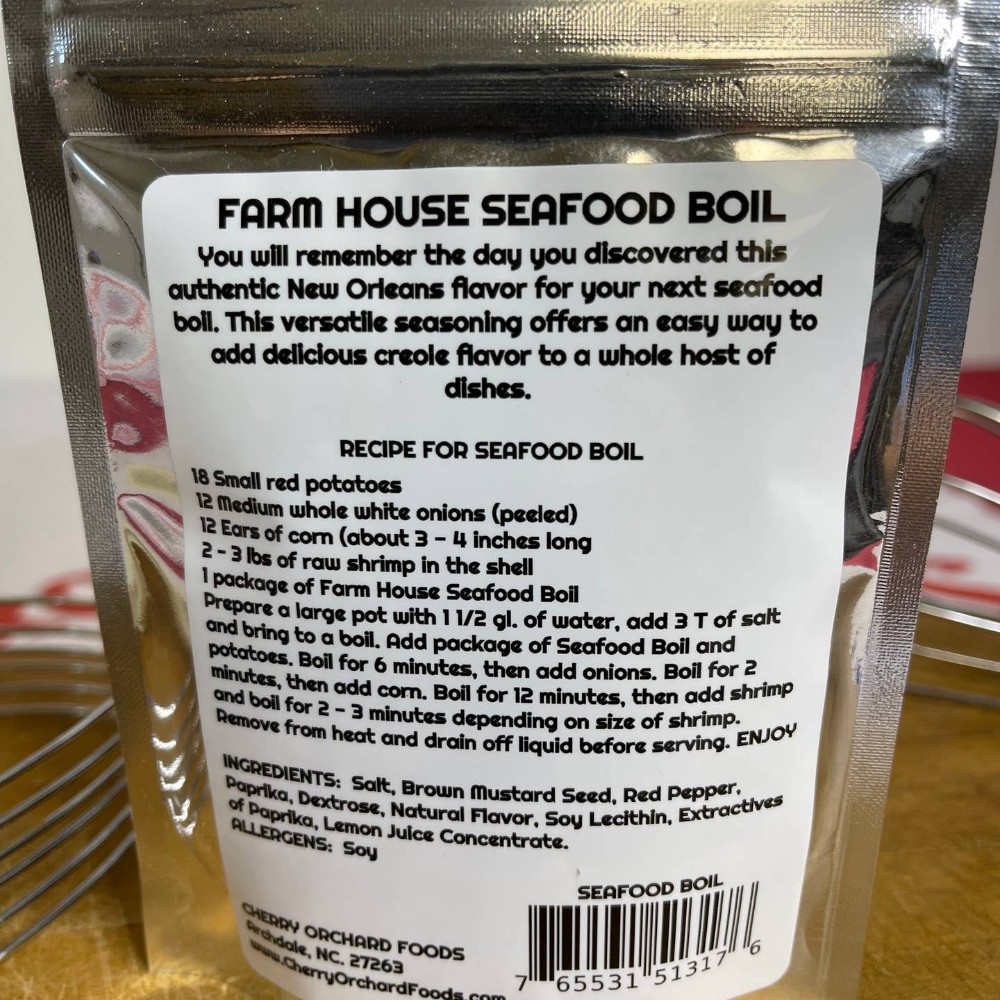 FARM HOUSE SEAFOOD BOIL
You will remember the day you discovered this
authentic New Orleans flavor for your next seafood
boil. This versatile seasoning offers an easy way to
add delicious creole flavor to a whole host of
dishes.
RECIPE FOR SEAFOOD BOIL
18 Small red potatoes
12 Medium whole white onions (peeled)
12 Ears of corn (about 3 - 4 inches long
2 - 3 lbs of raw shrimp in the shell
1 package of Farm House Seafood Boil
Prepare a large pot with 1 1/2 gl. of water, add 3 T of salt
and bring to a boil. Add package of Seafood Boil and
potatoes. Boil for 6 minutes, then add onions. Boil for 2
minutes, then add corn. Boil for 12 minutes, then add shrimp
and boil for 2 - 3 minutes depending on size of shrimp.
Remove from heat and drain off liquid before serving. ENJOY
INGREDIENTS: Salt, Brown Mustard Seed, Red Pepper,
Paprika, Dextrose, Natural Flavor, Soy Lecithin, Extractives
of Paprika, Lemon Juice Concentrate.
ALLERGENS: Soy
SEAFOOD BOIL
CHERRY ORCHARD FOODS
Archdale, NC. 27263
www.CherryOrchardFoods.com
7 65531 51317 6